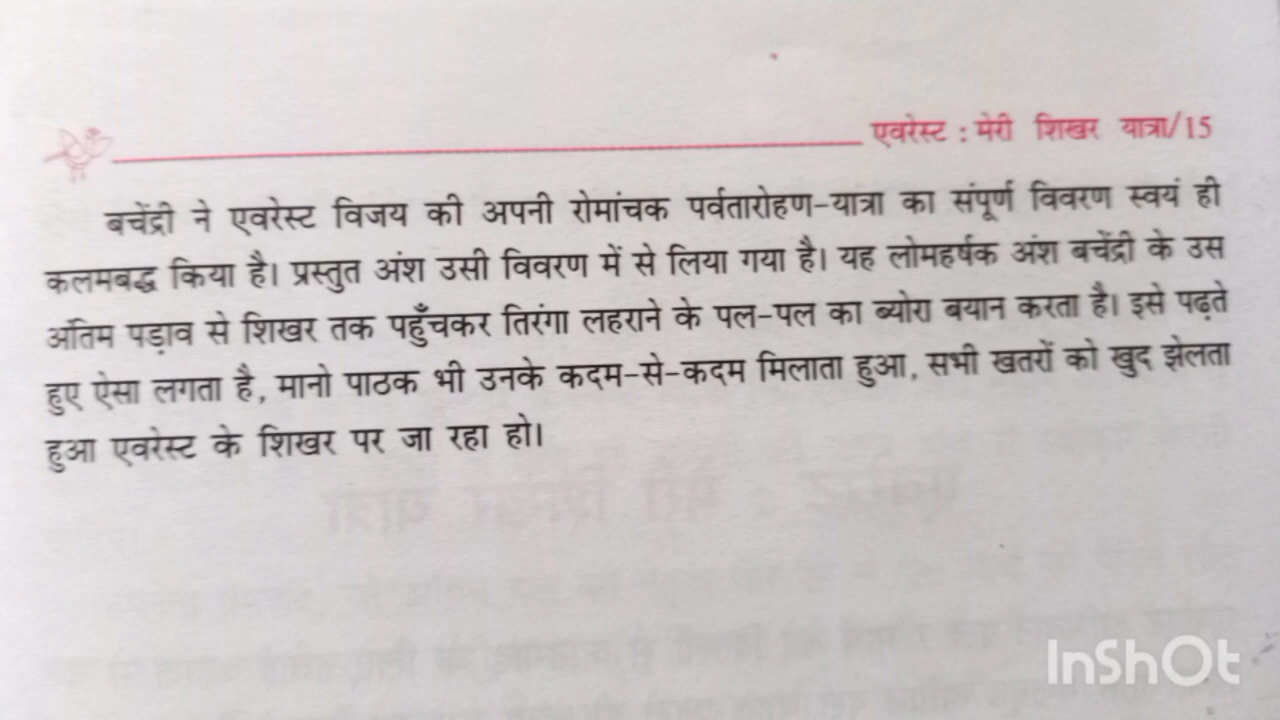 एवरेस्ट : मेरी शिखर यात्रा/15
बचेंद्री ने एवरेस्ट विजय की अपनी रोमांचक पर्वतारोहण-यात्रा का संपूर्ण विवरण स्वयं ही
कलमबद्ध किया है। प्रस्तुत अंश उसी विवरण में से लिया गया है। यह लोमहर्षक अंश बचेंद्री के उस
अंतिम पड़ाव से शिखर तक पहुँचकर तिरंगा लहराने के पल-पल का ब्योरा बयान करता है। इसे पढ़ते
हुए ऐसा लगता है, मानो पाठक भी उनके कदम-से-कदम मिलाता हुआ, सभी खतरों को खुद झेलता
हुआ एवरेस्ट के शिखर पर जा रहा हो।
InShOt